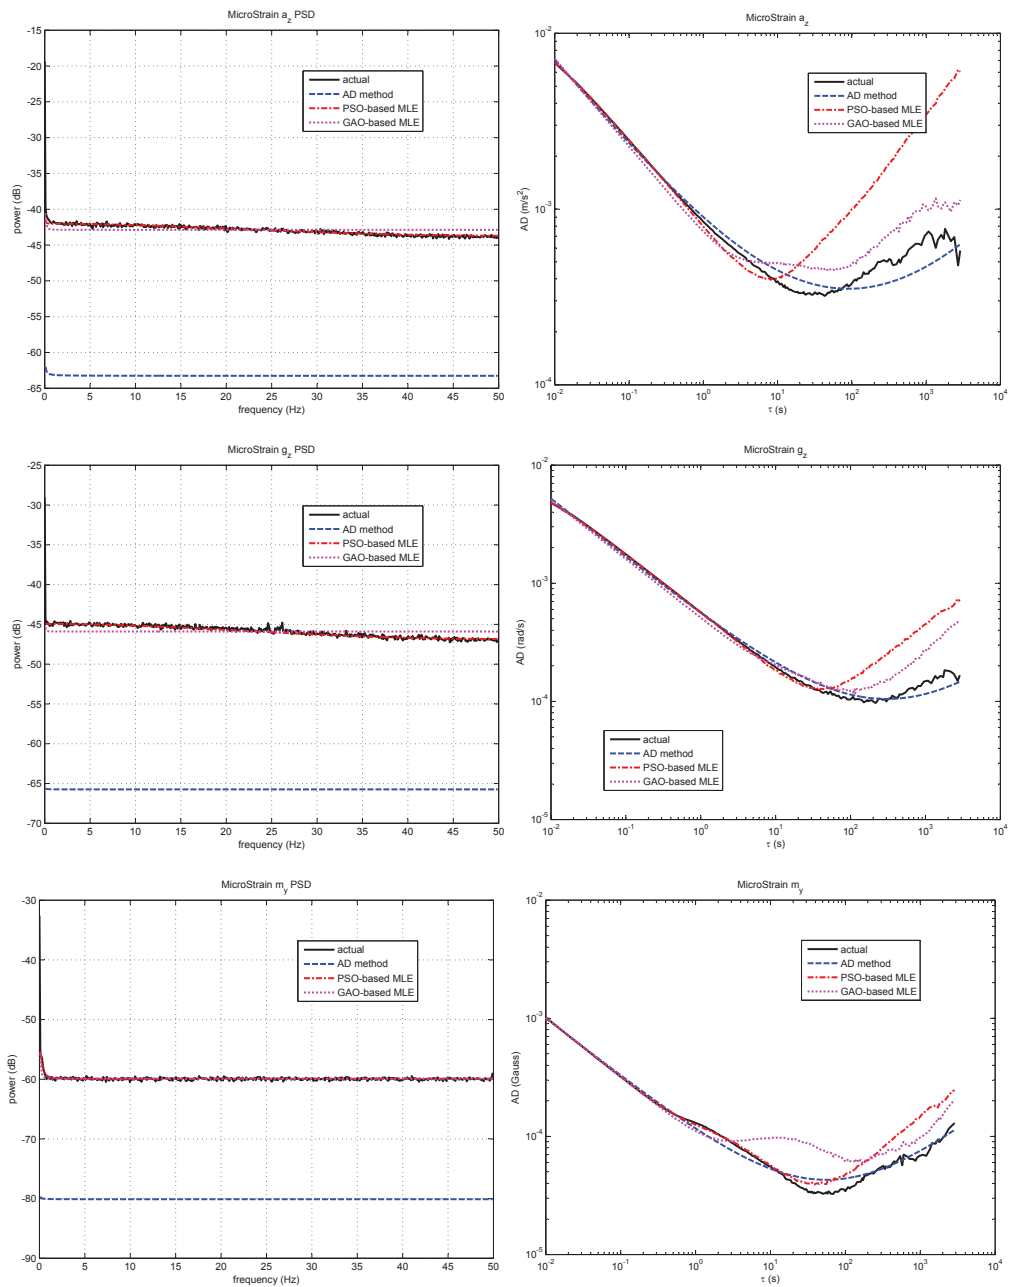 MicroStrain a_z PSD
-15
-20
-25
-30
-35
-40
-45
-50
-55
-60
-65
power (dB)
actual
AD method
PSO-based MLE
GAO-based MLE
0 5 10 15 20 25 30 35 40 45 50
frequency (Hz)
MicroStrain a_z
10^-2
10^-3
10^-4
AD (m/s^2)
actual
AD method
PSO-based MLE
GAO-based MLE
10^-2 10^-1 10^0 10^1 10^2 10^3 10^4
τ (s)
MicroStrain g_z PSD
-25
-30
-35
-40
-45
-50
-55
-60
-65
-70
power (dB)
actual
AD method
PSO-based MLE
GAO-based MLE
0 5 10 15 20 25 30 35 40 45 50
frequency (Hz)
MicroStrain g_z
10^-2
10^-3
10^-4
10^-5
AD (rad/s)
actual
AD method
PSO-based MLE
GAO-based MLE
10^-2 10^-1 10^0 10^1 10^2 10^3 10^4
τ (s)
MicroStrain m_y PSD
-30
-40
-50
-60
-70
-80
-90
power (dB)
actual
AD method
PSO-based MLE
GAO-based MLE
0 5 10 15 20 25 30 35 40 45 50
frequency (Hz)
MicroStrain m_y
10^-2
10^-3
10^-4
10^-5
AD (Gauss)
actual
AD method
PSO-based MLE
GAO-based MLE
10^-2 10^-1 10^0 10^1 10^2 10^3 10^4
τ (s)